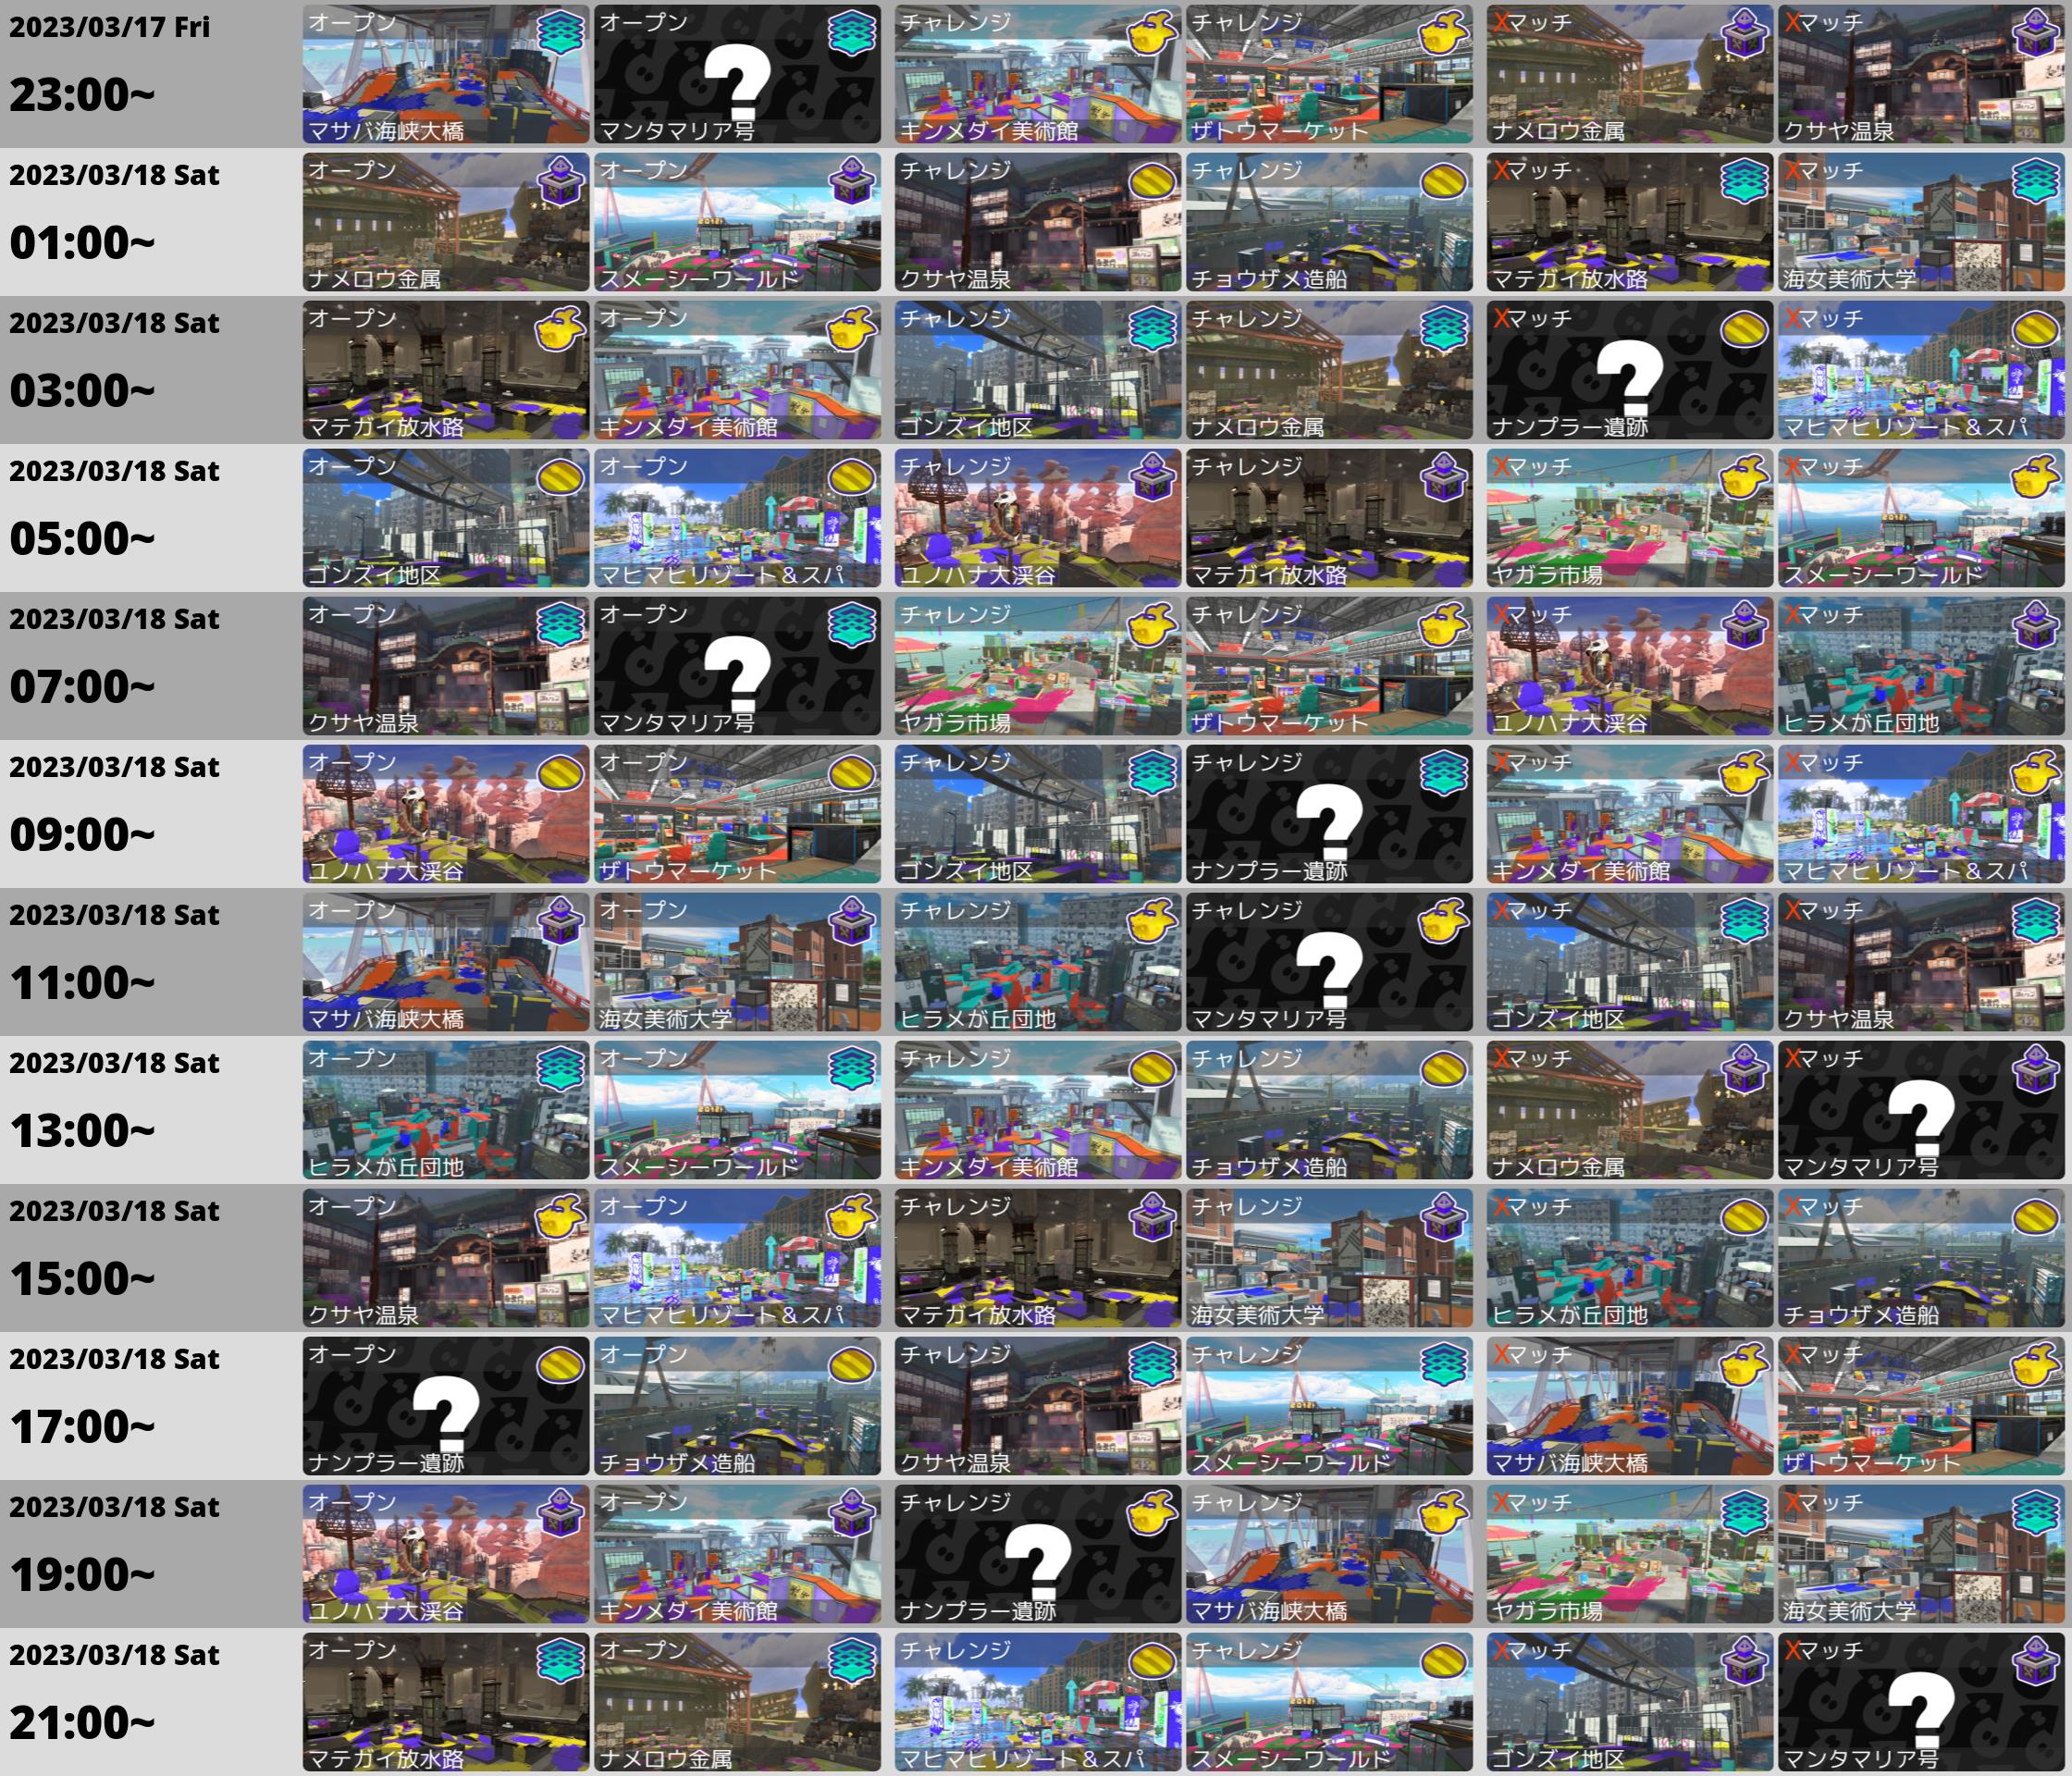 2023/03/17 Fri
23:00~
オープン オープン チャレンジ チャレンジ Xマッチ Xマッチ
マサバ海峡大橋 マンタマリア号 キンメダイ美術館 ザトウマーケット ナメロウ金属 クサヤ温泉
2023/03/18 Sat
01:00~
オープン オープン チャレンジ チャレンジ Xマッチ Xマッチ
ナメロウ金属 スメーシーワールド クサヤ温泉 チョウザメ造船 マテガイ放水路 海女美術大学
2023/03/18 Sat
03:00~
オープン オープン チャレンジ チャレンジ Xマッチ Xマッチ
マテガイ放水路 キンメダイ美術館 ゴンズイ地区 ナメロウ金属 ナンプラー遺跡 マヒマヒリゾート＆スパ
2023/03/18 Sat
05:00~
オープン オープン チャレンジ チャレンジ Xマッチ Xマッチ
ゴンズイ地区 マヒマヒリゾート＆スパ ユノハナ大渓谷 マテガイ放水路 ヤガラ市場 スメーシーワールド
2023/03/18 Sat
07:00~
オープン オープン チャレンジ チャレンジ Xマッチ Xマッチ
クサヤ温泉 マンタマリア号 ヤガラ市場 ザトウマーケット ユノハナ大渓谷 ヒラメが丘団地
2023/03/18 Sat
09:00~
オープン オープン チャレンジ チャレンジ Xマッチ Xマッチ
ユノハナ大渓谷 ザトウマーケット ゴンズイ地区 ナンプラー遺跡 キンメダイ美術館 マヒマヒリゾート＆スパ
2023/03/18 Sat
11:00~
オープン オープン チャレンジ チャレンジ Xマッチ Xマッチ
マサバ海峡大橋 海女美術大学 ヒラメが丘団地 マンタマリア号 ゴンズイ地区 クサヤ温泉
2023/03/18 Sat
13:00~
オープン オープン チャレンジ チャレンジ Xマッチ Xマッチ
ヒラメが丘団地 スメーシーワールド キンメダイ美術館 チョウザメ造船 ナメロウ金属 マンタマリア号
2023/03/18 Sat
15:00~
オープン オープン チャレンジ チャレンジ Xマッチ Xマッチ
クサヤ温泉 マヒマヒリゾート＆スパ マテガイ放水路 海女美術大学 ヒラメが丘団地 チョウザメ造船
2023/03/18 Sat
17:00~
オープン オープン チャレンジ チャレンジ Xマッチ Xマッチ
ナンプラー遺跡 チョウザメ造船 クサヤ温泉 スメーシーワールド マサバ海峡大橋 ザトウマーケット
2023/03/18 Sat
19:00~
オープン オープン チャレンジ チャレンジ Xマッチ Xマッチ
ユノハナ大渓谷 キンメダイ美術館 ナンプラー遺跡 マサバ海峡大橋 ヤガラ市場 海女美術大学
2023/03/18 Sat
21:00~
オープン オープン チャレンジ チャレンジ Xマッチ Xマッチ
マテガイ放水路 ナメロウ金属 マヒマヒリゾート＆スパ スメーシーワールド ゴンズイ地区 マンタマリア号